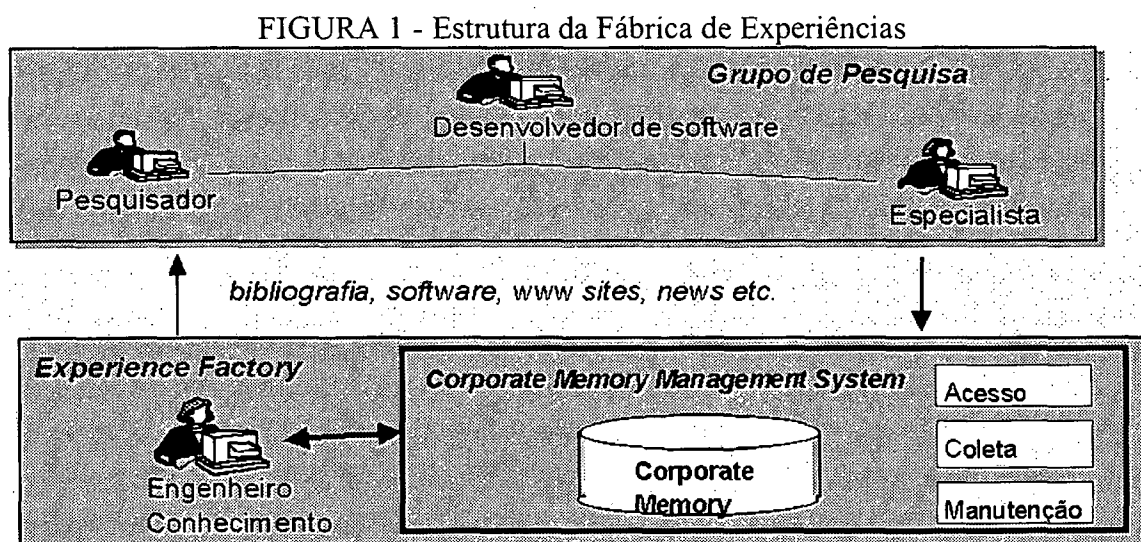 FIGURA 1 - Estrutura da Fábrica de Experiências
Grupo de Pesquisa
Desenvolvedor de software
Pesquisador
Especialista
bibliografia, software, www sites, news etc.
Experience Factory
Engenheiro
Conhecimento
Corporate Memory Management System
Corporate
Memory
Acesso
Coleta
Manutenção